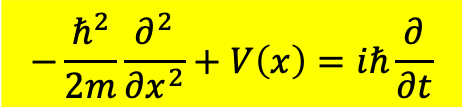 −ħ²/2m ∂²/∂x² + V(x) = iħ ∂/∂t